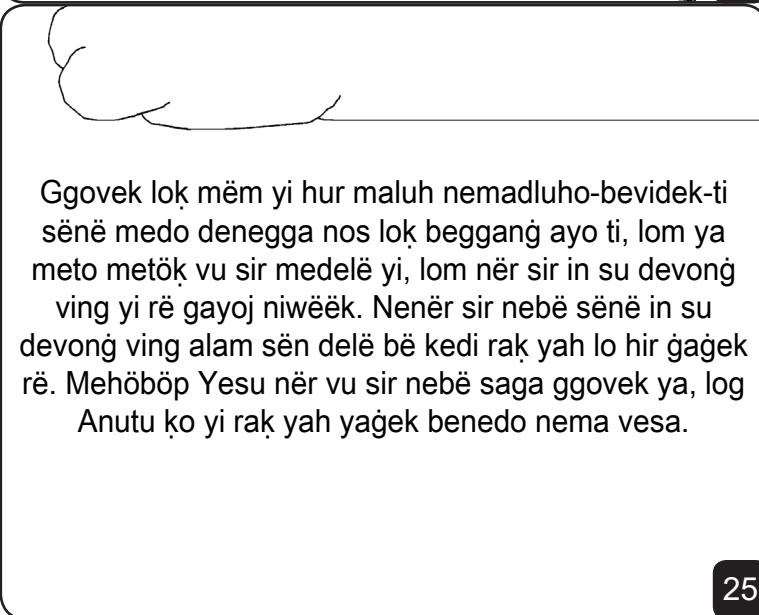 Ggovek loḳ mëm yi hur maluh nemadluho-bevidek-ti
sënë medo denegga nos loḳ begganġ ayo ti, lom ya
meto metöḳ vu sir medelë yi, lom nër sir in su devonġ
ving yi rë gayoj niwëëk. Nenër sir nebë sënë in su
devonġ ving alam sën delë bë kedi raḳ yah lo hir ġaġek
rë. Mehöböp Yesu nër vu sir nebë saga ggovek ya, log
Anutu ḳo yi raḳ yah yaġek benedo nema vesa.
25